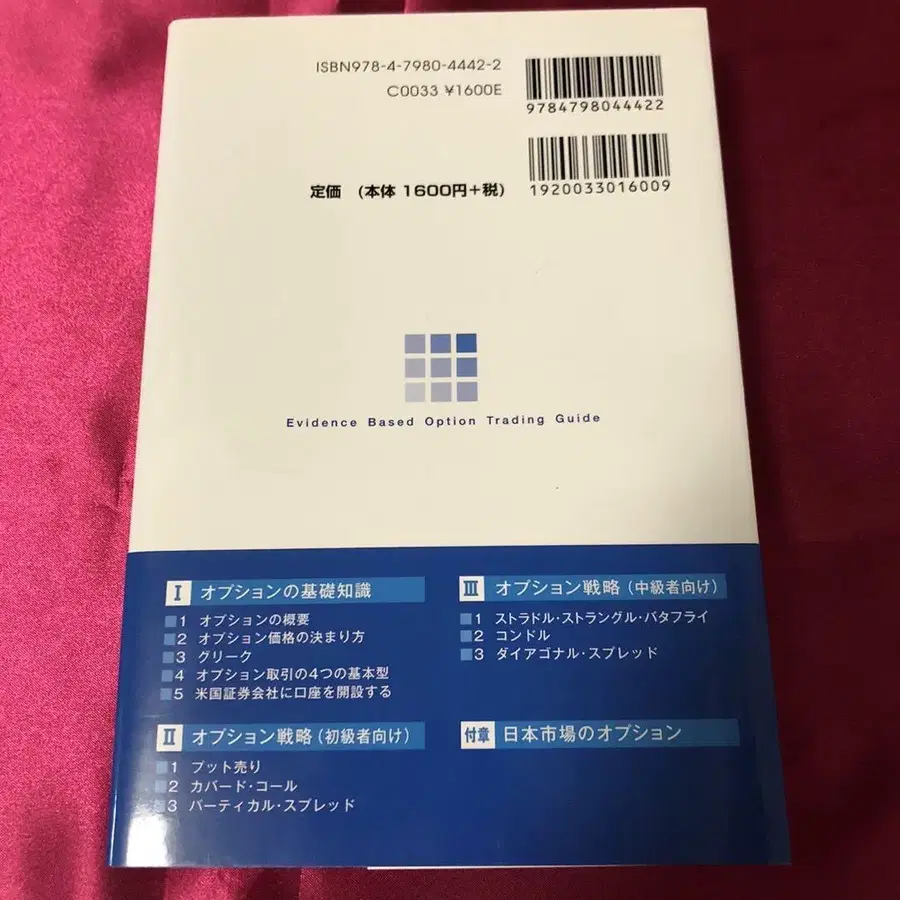 ISBN978-4-7980-4442-2
C0033 ¥1600E
9784798044422
定価 (本体 1600円+税)
1920033016009
Evidence Based Option Trading Guide
I オプションの基礎知識
1 オプションの概要
2 オプション価格の決まり方
3 グリーク
4 オプション取引の4つの基本型
5 米国証券会社に口座を開設する
II オプション戦略(初級者向け)
1 プット売り
2 カバード・コール
3 バーティカル・スプレッド
III オプション戦略(中級者向け)
1 ストラドル・ストラングル・バタフライ
2 コンドル
3 ダイアゴナル・スプレッド
付章 日本市場のオプション